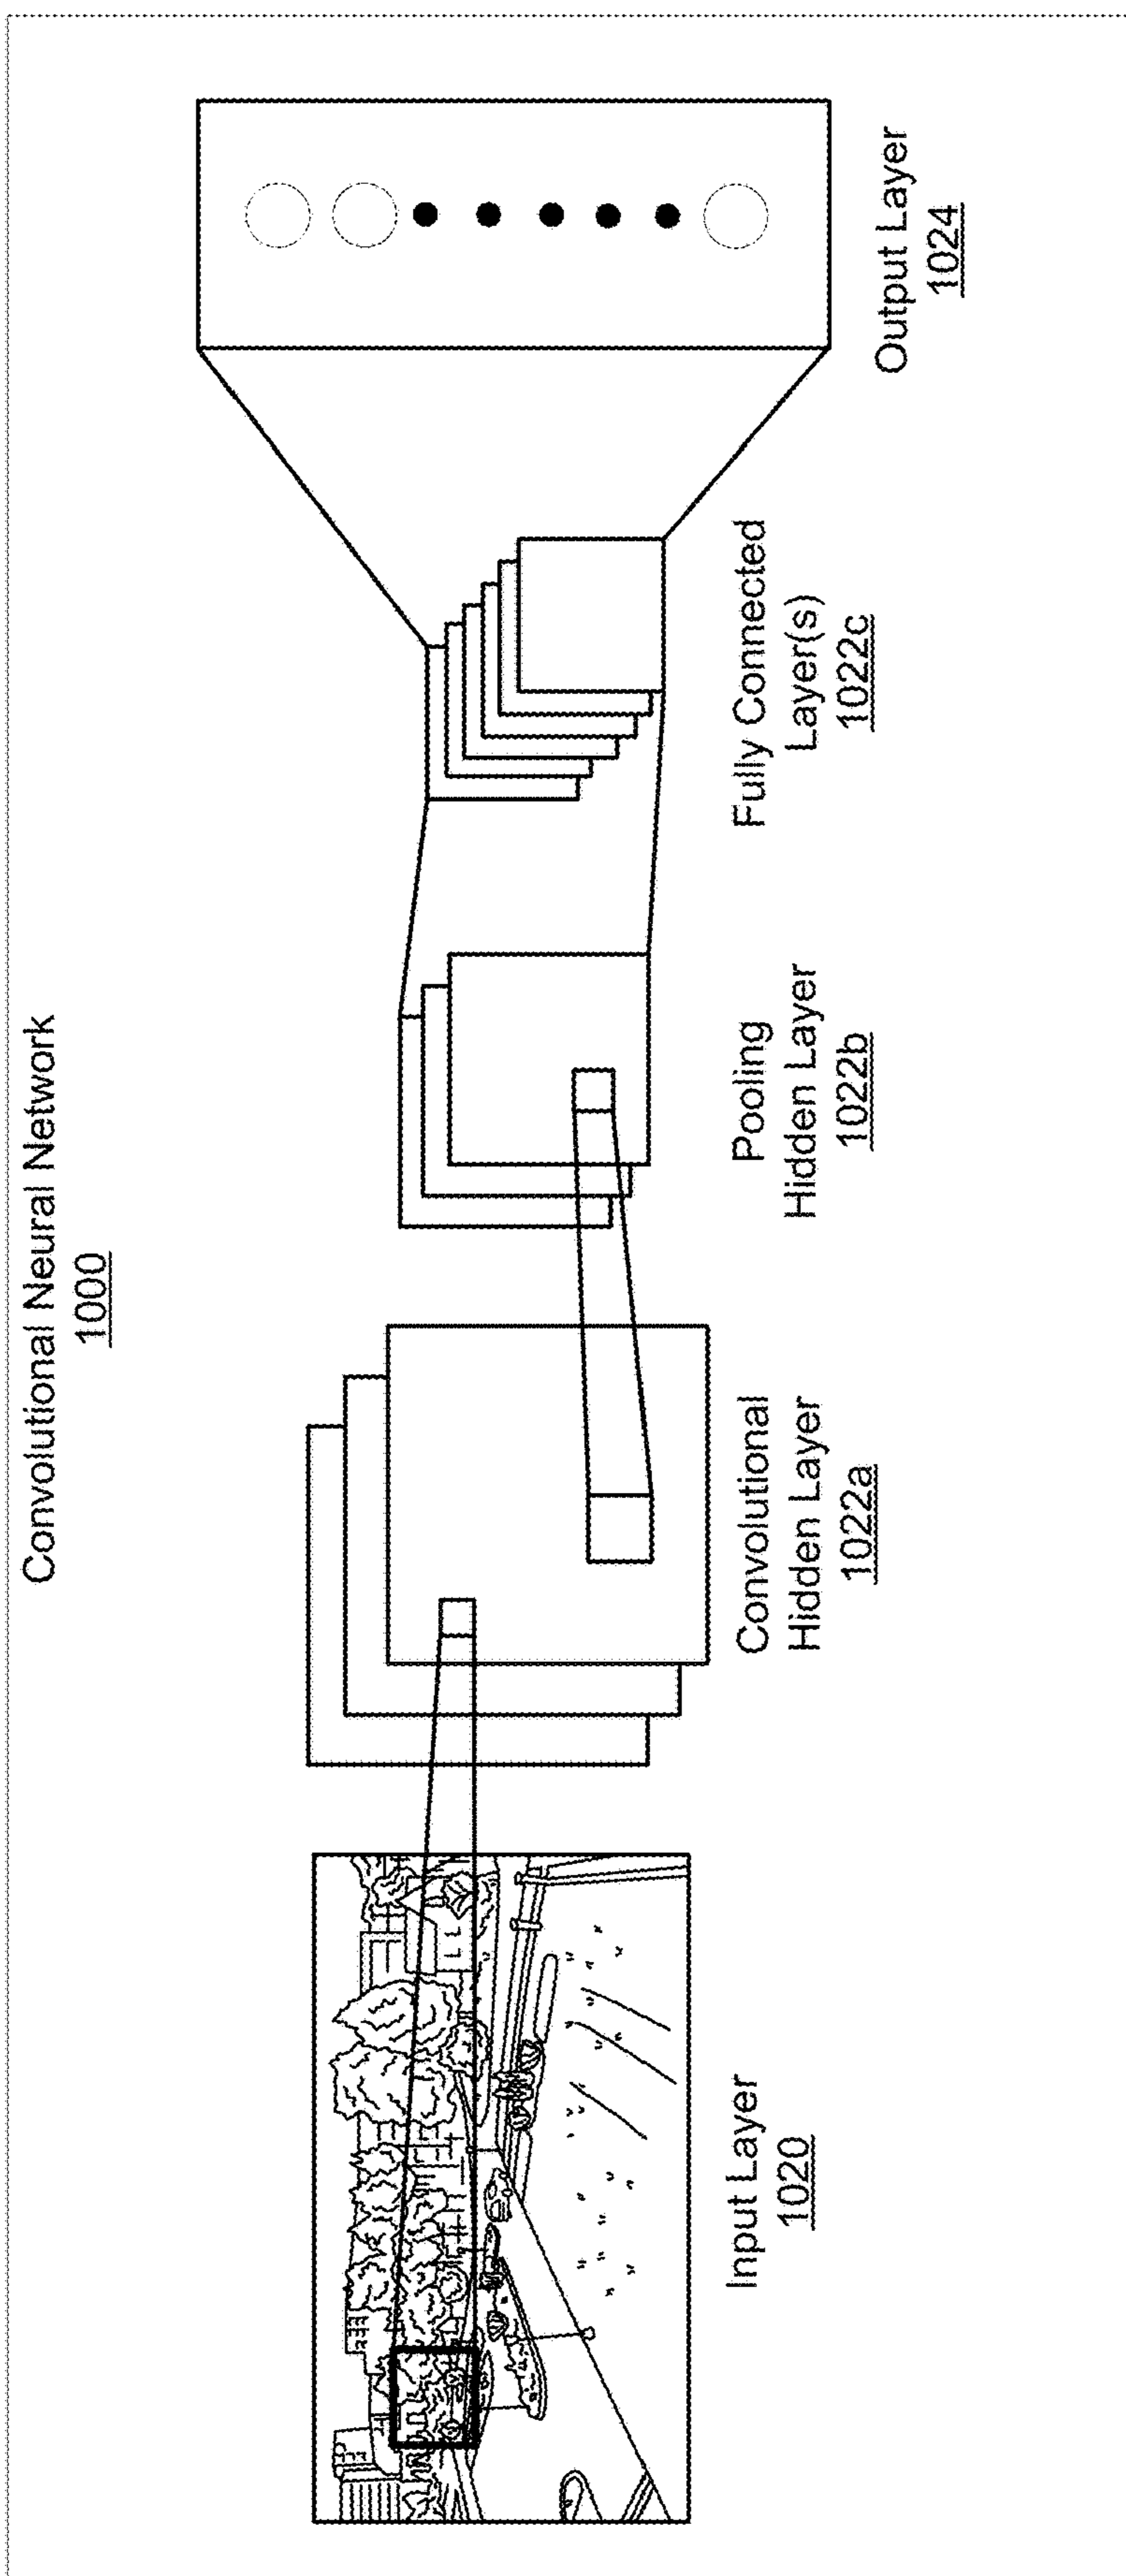 Convolutional Neural Network
1000
Input Layer
1020
Convolutional
Hidden Layer
1022a
Pooling
Hidden Layer
1022b
Fully Connected
Layer(s)
1022c
Output Layer
1024